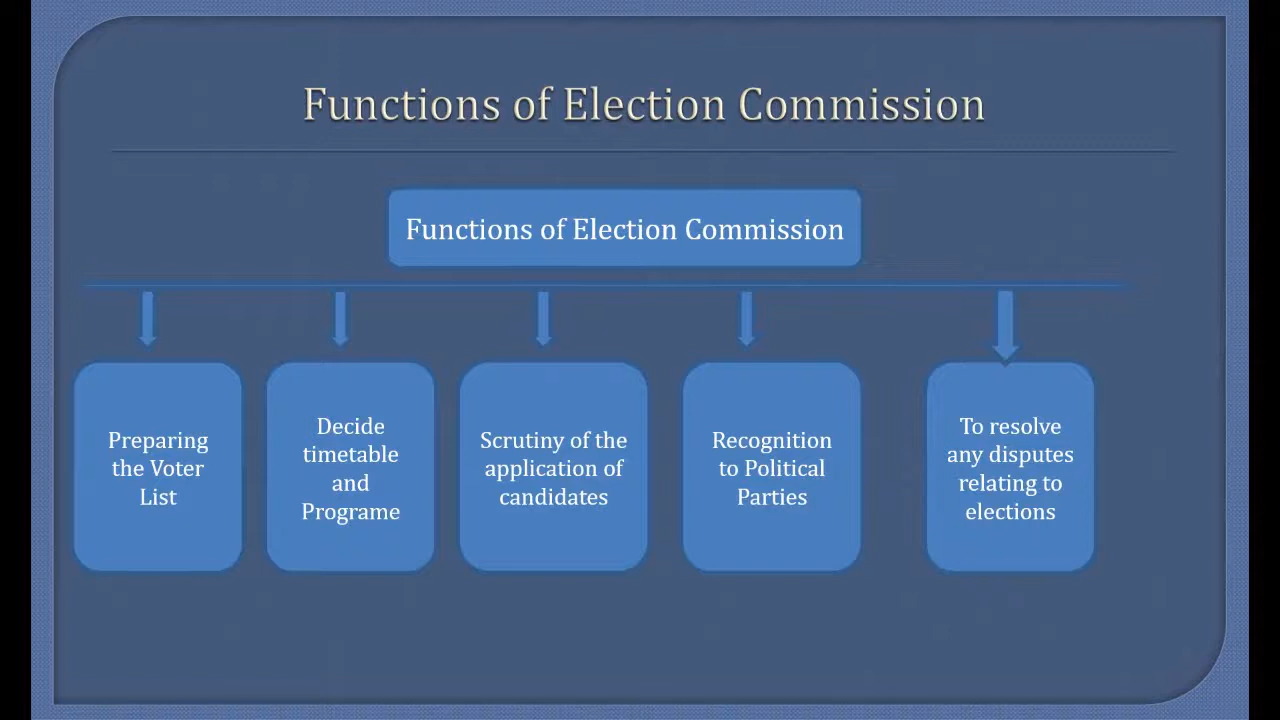 Functions of Election Commission
Functions of Election Commission
Preparing
the Voter
List
Decide
timetable
and
Programe
Scrutiny of the
application of
candidates
Recognition
to Political
Parties
To resolve
any disputes
relating to
elections